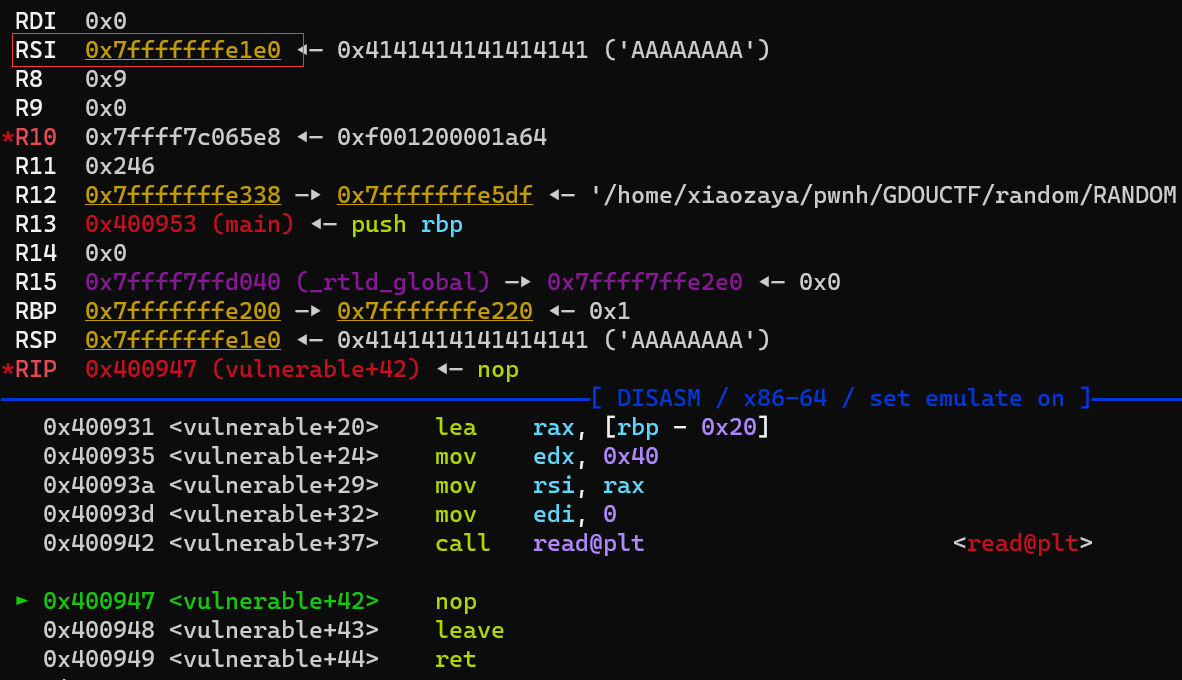 RDI 0x0
RSI 0x7fffffffe1e0 ◂— 0x4141414141414141 ('AAAAAAAA')
R8 0x9
R9 0x0
*R10 0x7ffff7c065e8 ◂— 0xf001200001a64
R11 0x246
R12 0x7fffffffe338 —▸ 0x7fffffffe5df ◂— '/home/xiaozaya/pwnh/GDOUCTF/random/RANDOM
R13 0x400953 (main) ◂— push rbp
R14 0x0
R15 0x7ffff7ffd040 (_rtld_global) —▸ 0x7ffff7ffe2e0 ◂— 0x0
RBP 0x7fffffffe200 —▸ 0x7fffffffe220 ◂— 0x1
RSP 0x7fffffffe1e0 ◂— 0x4141414141414141 ('AAAAAAAA')
*RIP 0x400947 (vulnerable+42) ◂— nop
[ DISASM / x86-64 / set emulate on ]
0x400931 <vulnerable+20> lea rax, [rbp - 0x20]
0x400935 <vulnerable+24> mov edx, 0x40
0x40093a <vulnerable+29> mov rsi, rax
0x40093d <vulnerable+32> mov edi, 0
0x400942 <vulnerable+37> call read@plt <read@plt>
► 0x400947 <vulnerable+42> nop
0x400948 <vulnerable+43> leave
0x400949 <vulnerable+44> ret